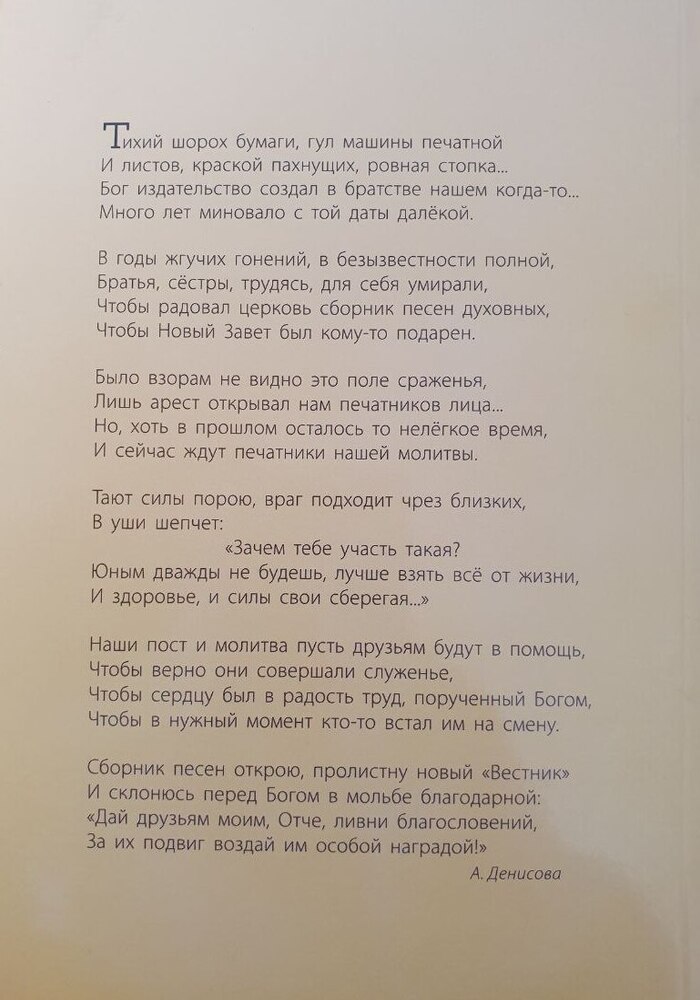 Тихий шорох бумаги, гул машины печатной
И листов, краской пахнущих, ровная стопка...
Бог издательство создал в братстве нашем когда-то...
Много лет миновало с той даты далёкой.
В годы жгучих гонений, в безызвестности полной,
Братья, сёстры, трудясь, для себя умирали,
Чтобы радовал церковь сборник песен духовных,
Чтобы Новый Завет был кому-то подарен.
Было взорам не видно это поле сраженья,
Лишь арест открывал нам печатников лица...
Но, хоть в прошлом осталось то нелёгкое время,
И сейчас ждут печатники нашей молитвы.
Тают силы порою, враг подходит чрез близких,
В уши шепчет:
«Зачем тебе участь такая?
Юным дважды не будешь, лучше взять всё от жизни,
И здоровье, и силы свои сберегая...»
Наши пост и молитва пусть друзьям будут в помощь,
Чтобы верно они совершали служенье,
Чтобы сердцу был в радость труд, порученный Богом,
Чтобы в нужный момент кто-то встал им на смену.
Сборник песен открою, пролистну новый «Вестник»
И склонюсь перед Богом в мольбе благодарной:
«Дай друзьям моим, Отче, ливни благословений,
За их подвиг воздай им особой наградой!»
А. Денисова